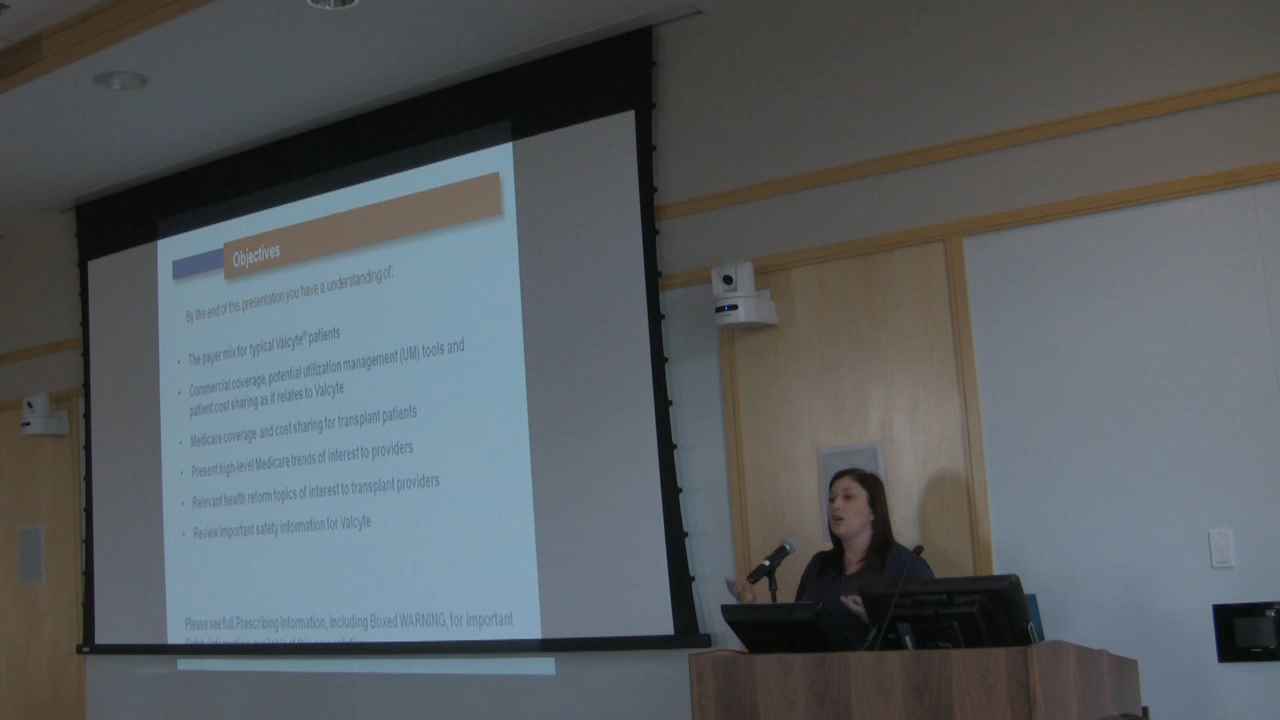 Objectives
By the end of this presentation you have a understanding of:
• The payer mix for typical Valcyte® patients
• Commercial coverage, potential utilization management (UM) tools and
patient cost sharing as it relates to Valcyte
• Medicare coverage and cost sharing for transplant patients
• Present high-level Medicare trends of interest to providers
• Relevant health reform topics of interest to transplant providers
• Review important safety information for Valcyte
Please see full Prescribing Information, including Boxed WARNING, for Important